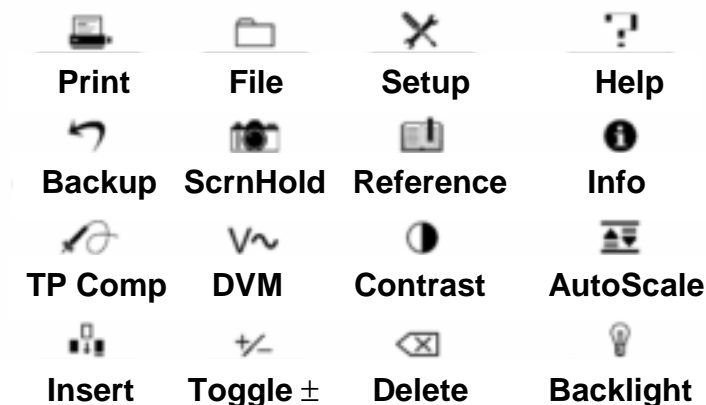 Print File Setup Help
Backup ScrnHold Reference Info
V~
TP Comp DVM Contrast AutoScale
+/−
Insert Toggle ± Delete Backlight